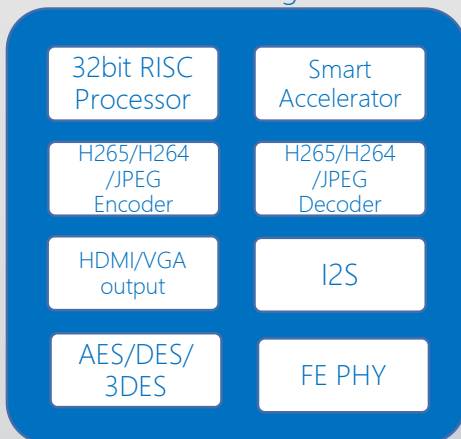 32bit RISC
Processor
Smart
Accelerator
H265/H264
/JPEG
Encoder
H265/H264
/JPEG
Decoder
HDMI/VGA
output
I2S
AES/DES/
3DES
FE PHY